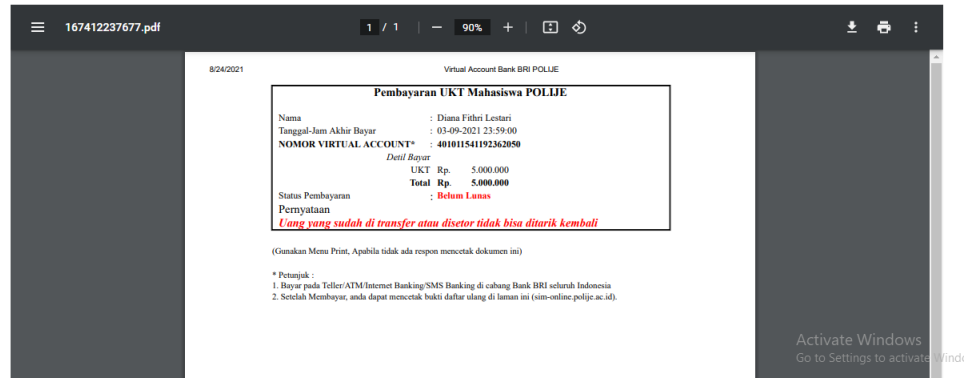 167412237677.pdf
1 / 1 | − 90% +
8/24/2021 Virtual Account Bank BRI POLIJE
Pembayaran UKT Mahasiswa POLIJE
Nama : Diana Fithri Lestari
Tanggal-Jam Akhir Bayar : 03-09-2021 23:59:00
NOMOR VIRTUAL ACCOUNT* : 401011541192362050
Detil Bayar
UKT Rp. 5.000.000
Total Rp. 5.000.000
Status Pembayaran : Belum Lunas
Pernyataan
Uang yang sudah di transfer atau disetor tidak bisa ditarik kembali
(Gunakan Menu Print, Apabila tidak ada respon mencetak dokumen ini)
* Petunjuk :
1. Bayar pada Teller/ATM/Internet Banking/SMS Banking di cabang Bank BRI seluruh Indonesia
2. Setelah Membayar, anda dapat mencetak bukti daftar ulang di laman ini (sim-online.polije.ac.id).
Activate Windows
Go to Settings to activate Winde